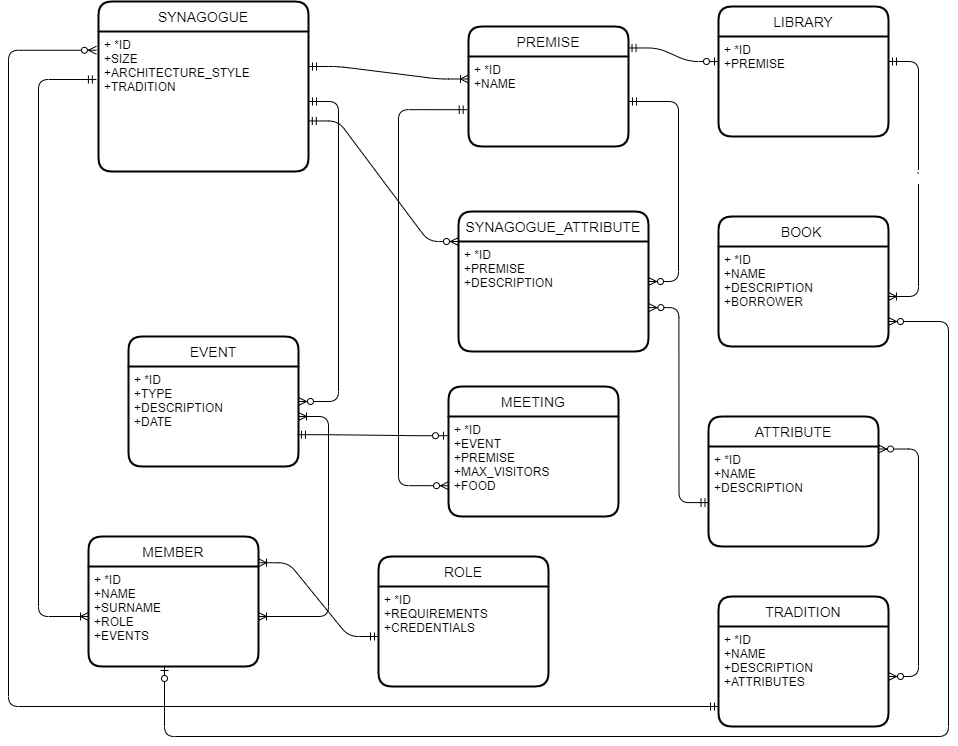 SYNAGOGUE
+ *ID
+SIZE
+ARCHITECTURE_STYLE
+TRADITION
PREMISE
+ *ID
+NAME
LIBRARY
+ *ID
+PREMISE
SYNAGOGUE_ATTRIBUTE
+ *ID
+PREMISE
+DESCRIPTION
BOOK
+ *ID
+NAME
+DESCRIPTION
+BORROWER
EVENT
+ *ID
+TYPE
+DESCRIPTION
+DATE
MEETING
+ *ID
+EVENT
+PREMISE
+MAX_VISITORS
+FOOD
ATTRIBUTE
+ *ID
+NAME
+DESCRIPTION
MEMBER
+ *ID
+NAME
+SURNAME
+ROLE
+EVENTS
ROLE
+ *ID
+REQUIREMENTS
+CREDENTIALS
TRADITION
+ *ID
+NAME
+DESCRIPTION
+ATTRIBUTES